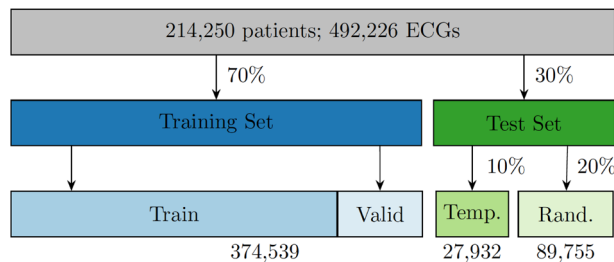 214,250 patients; 492,226 ECGs
70%
30%
Training Set
Test Set
10%
20%
Train
Valid
Temp.
Rand.
374,539
27,932
89,755